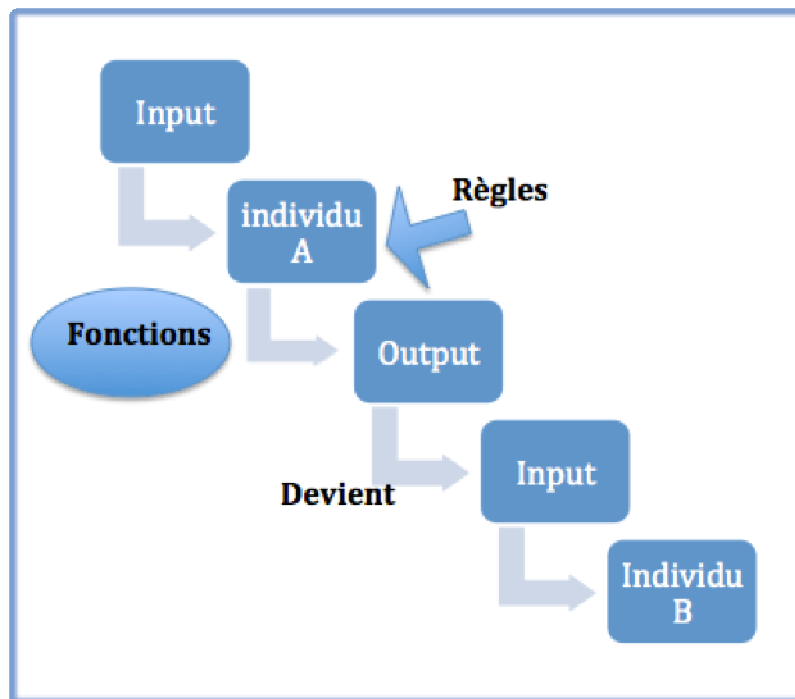 Input
Règles
individu
A
Fonctions
Output
Devient
Input
Individu
B